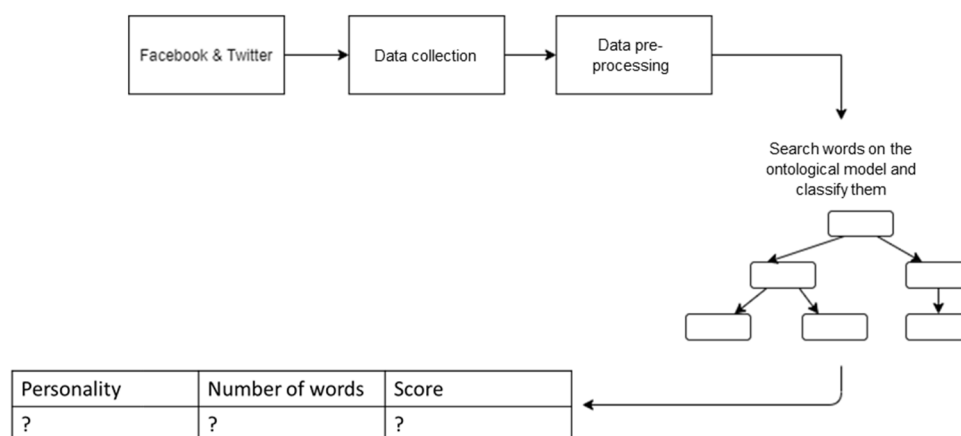 Facebook & Twitter
Data collection
Data pre-
processing
Search words on the
ontological model and
classify them
Personality Number of words Score
? ? ?